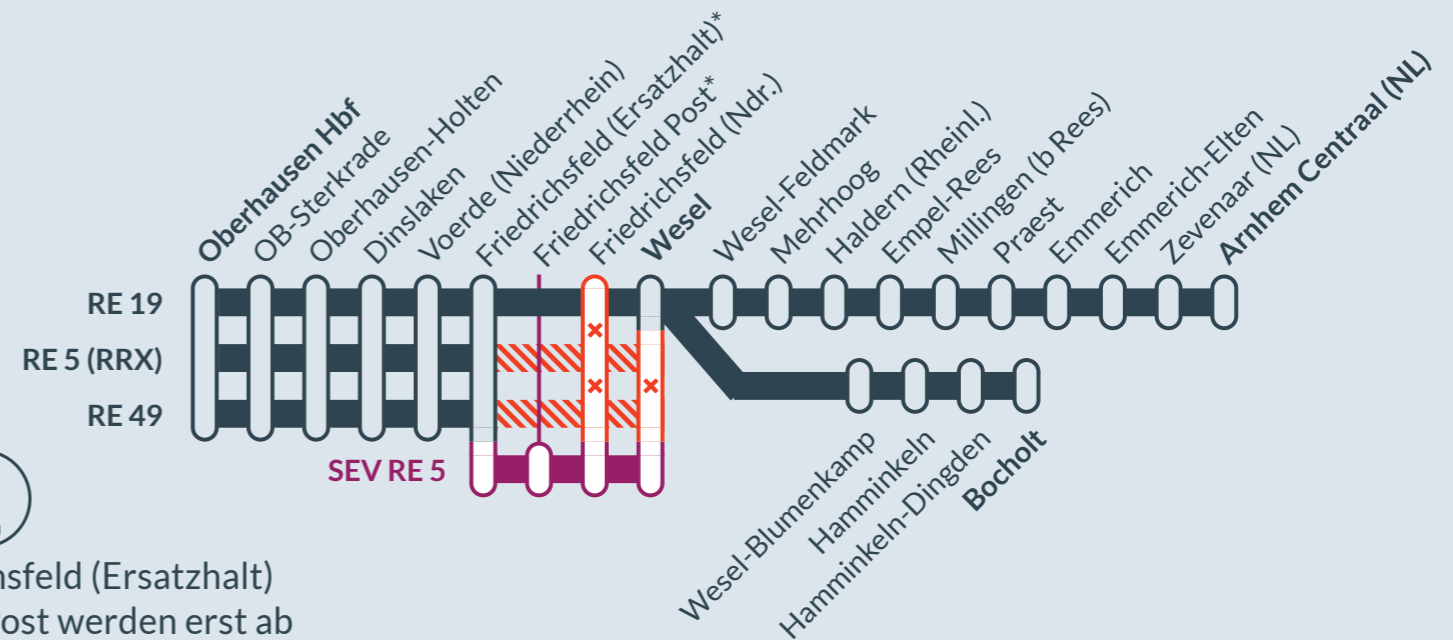 Oberhausen Hbf
OB-Sterkrade
Oberhausen-Holten
Dinslaken
Voerde (Niederrhein)
Friedrichsfeld (Ersatzhalt)*
Friedrichsfeld Post*
Friedrichsfeld (Ndr.)
Wesel
Wesel-Feldmark
Mehrhoog
Haldern (Rheinl.)
Empel-Rees
Millingen (b Rees)
Praest
Emmerich
Emmerich-Elten
Zevenaar (NL)
Arnhem Centraal (NL)
RE 19
RE 5 (RRX)
RE 49
SEV RE 5
Wesel-Blumenkamp
Hamminkeln
Hamminkeln-Dingden
Bocholt
nsfeld (Ersatzhalt)
ost werden erst ab